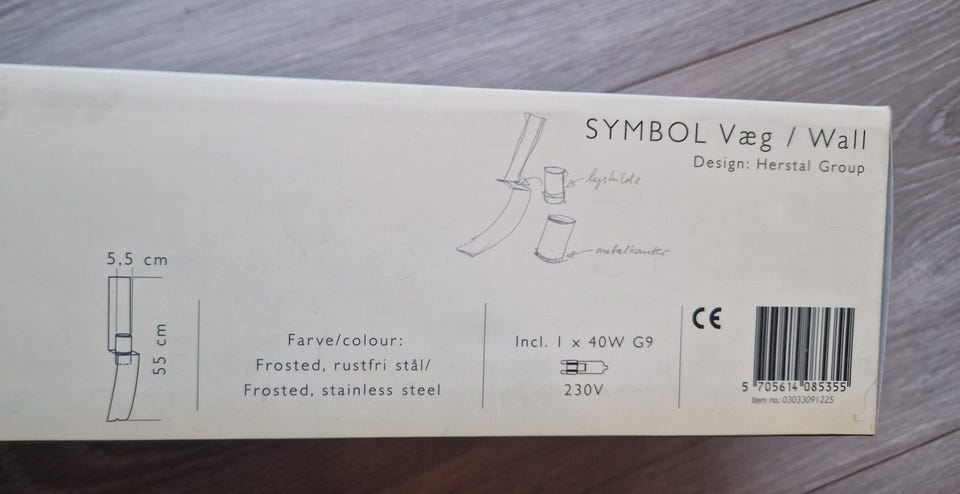 SYMBOL Væg / Wall
Design: Herstal Group
lyskilde
metalkanter
5,5 cm
55 cm
Farve/colour:
Frosted, rustfri stål/
Frosted, stainless steel
Incl. 1 x 40W G9
230V
CE
5 705614 085355
Item no.: 03033091225